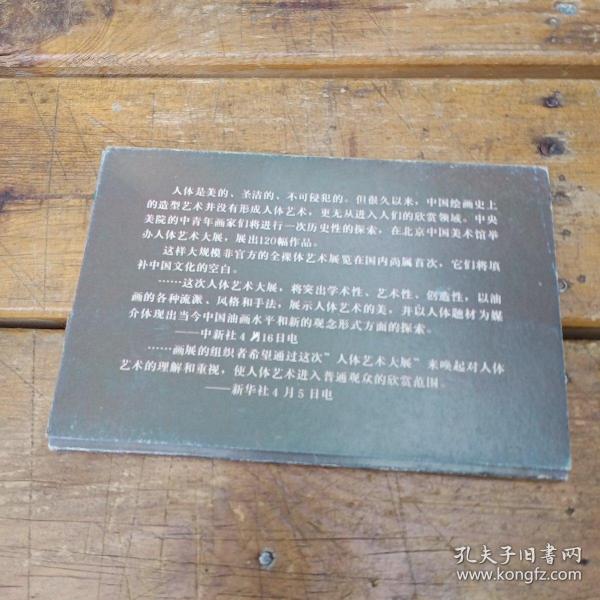 人体是美的、圣洁的、不可侵犯的。但很久以来，中国绘画史上
的造型艺术并没有形成人体艺术，更无从进入人们的欣赏领域。中央
美院的中青年画家们将进行一次历史性的探索，在北京中国美术馆举
办人体艺术大展，展出120幅作品。
这样大规模非官方的全裸体艺术展览在国内尚属首次，它们将填
补中国文化的空白。
……这次人体艺术大展，将突出学术性、艺术性、创造性，以油
画的各种流派、风格和手法，展示人体艺术的美，并以人体题材为媒
介体现出当今中国油画水平和新的观念形式方面的探索。
——中新社4月16日电
……画展的组织者希望通过这次"人体艺术大展"来唤起对人体
艺术的理解和重视，使人体艺术进入普通观众的欣赏范围。
——新华社4月5日电
孔夫子旧书网
www.kongfz.com